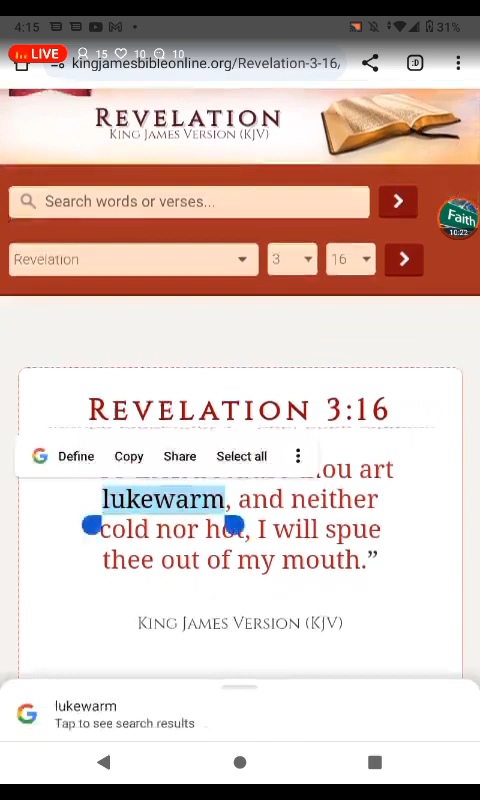 4:15
31%
LIVE 15 10 10
kingjamesbibleonline.org/Revelation-3-16/
:D
REVELATION
KING JAMES VERSION (KJV)
Search words or verses...
Faith
10:22
Revelation 3 16
REVELATION 3:16
Define Copy Share Select all
thou art
lukewarm, and neither
cold nor hot, I will spue
thee out of my mouth.”
KING JAMES VERSION (KJV)
lukewarm
Tap to see search results